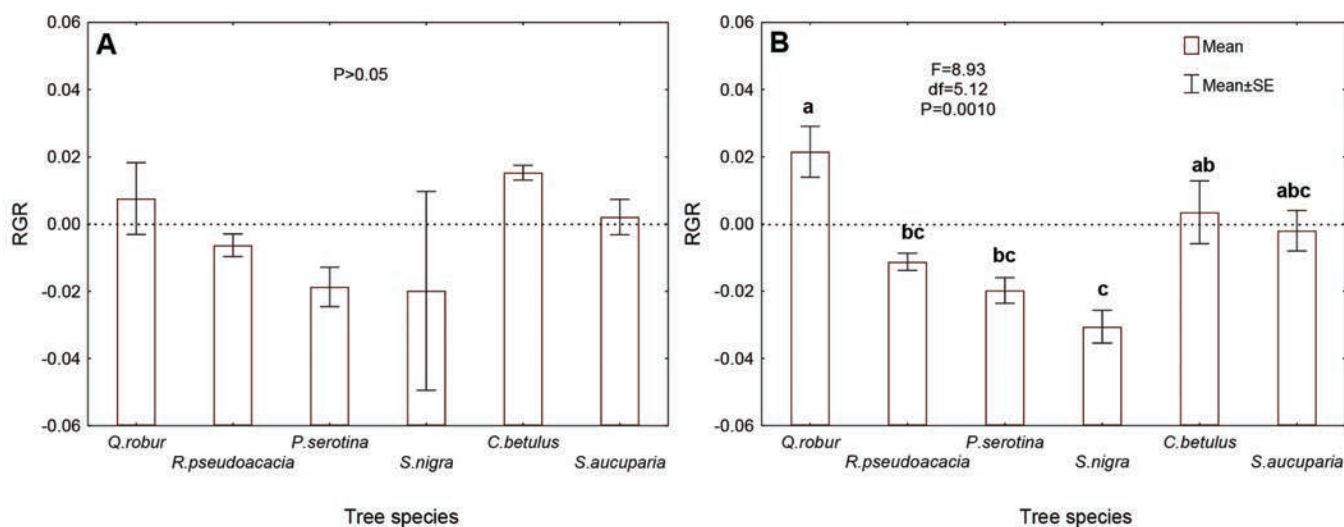 A
P>0.05
0.06
0.04
0.02
0.00
-0.02
-0.04
-0.06
RGR
Q.robur
R.pseudoacacia
P.serotina
S.nigra
C.betulus
S.aucuparia
Tree species
B
F=8.93
df=5.12
P=0.0010
Mean
Mean±SE
a
bc
bc
c
ab
abc
0.06
0.04
0.02
0.00
-0.02
-0.04
-0.06
RGR
Q.robur
R.pseudoacacia
P.serotina
S.nigra
C.betulus
S.aucuparia
Tree species